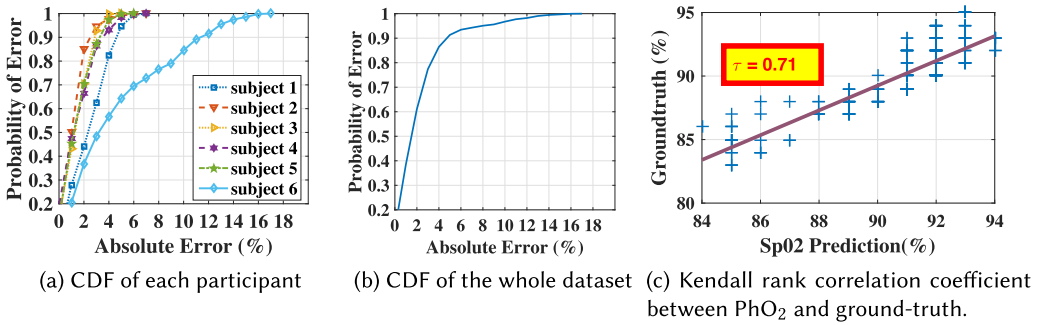 Probability of Error
1
0.9
0.8
0.7
0.6
0.5
0.4
0.3
0.2
0 2 4 6 8 10 12 14 16 18
Absolute Error (%)
subject 1
subject 2
subject 3
subject 4
subject 5
subject 6
(a) CDF of each participant
Probability of Error
1
0.9
0.8
0.7
0.6
0.5
0.4
0.3
0.2
0 2 4 6 8 10 12 14 16 18
Absolute Error (%)
(b) CDF of the whole dataset
Groundtruth (%)
95
90
85
80
τ = 0.71
84 86 88 90 92 94
Sp02 Prediction(%)
(c) Kendall rank correlation coefficient
between PhO₂ and ground-truth.